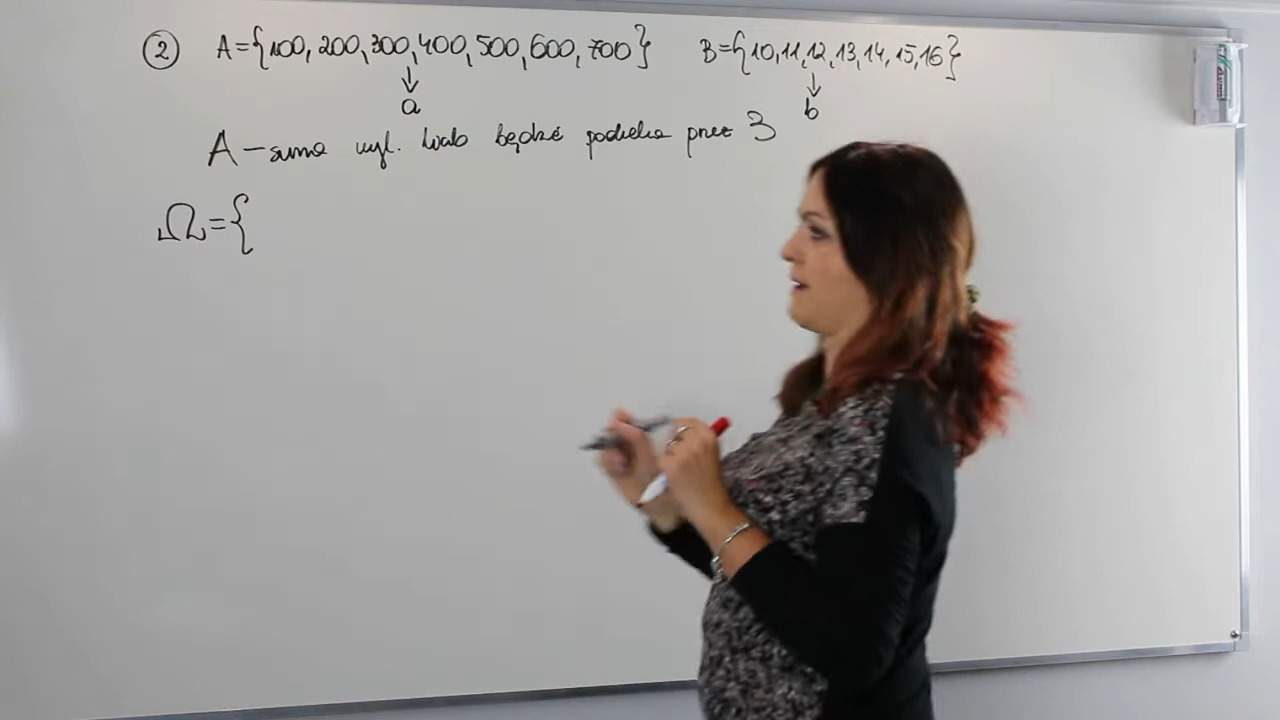 ② A={100, 200, 300, 400, 500, 600, 700} B={10, 11, 12, 13, 14, 15, 16}
↓ ↓
a b
A – suma wyl. liczb będzie podzielna przez 3
Ω={